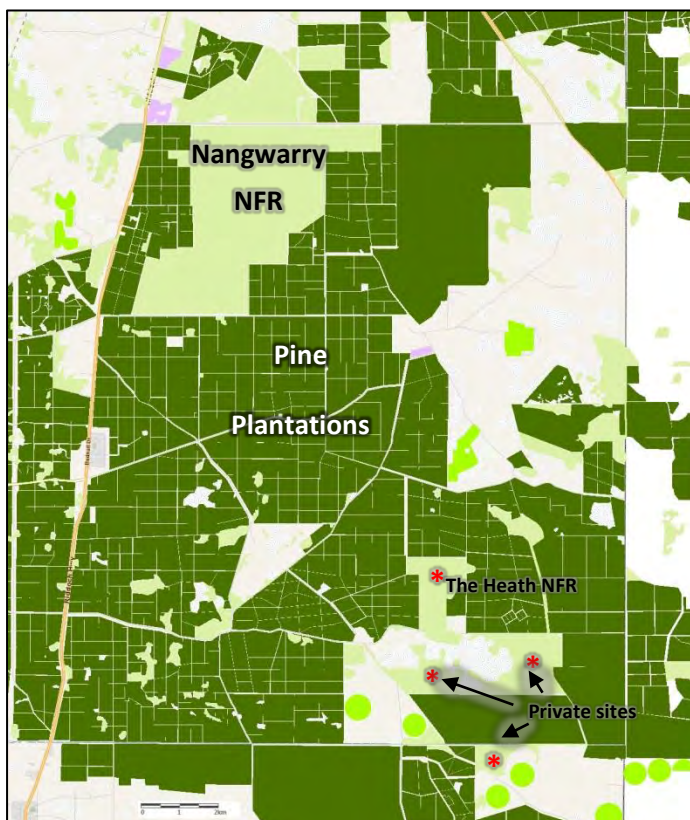 Nangwarry
NFR
Pine
Plantations
* The Heath NFR
*
*
Private sites
*
0 1 2km